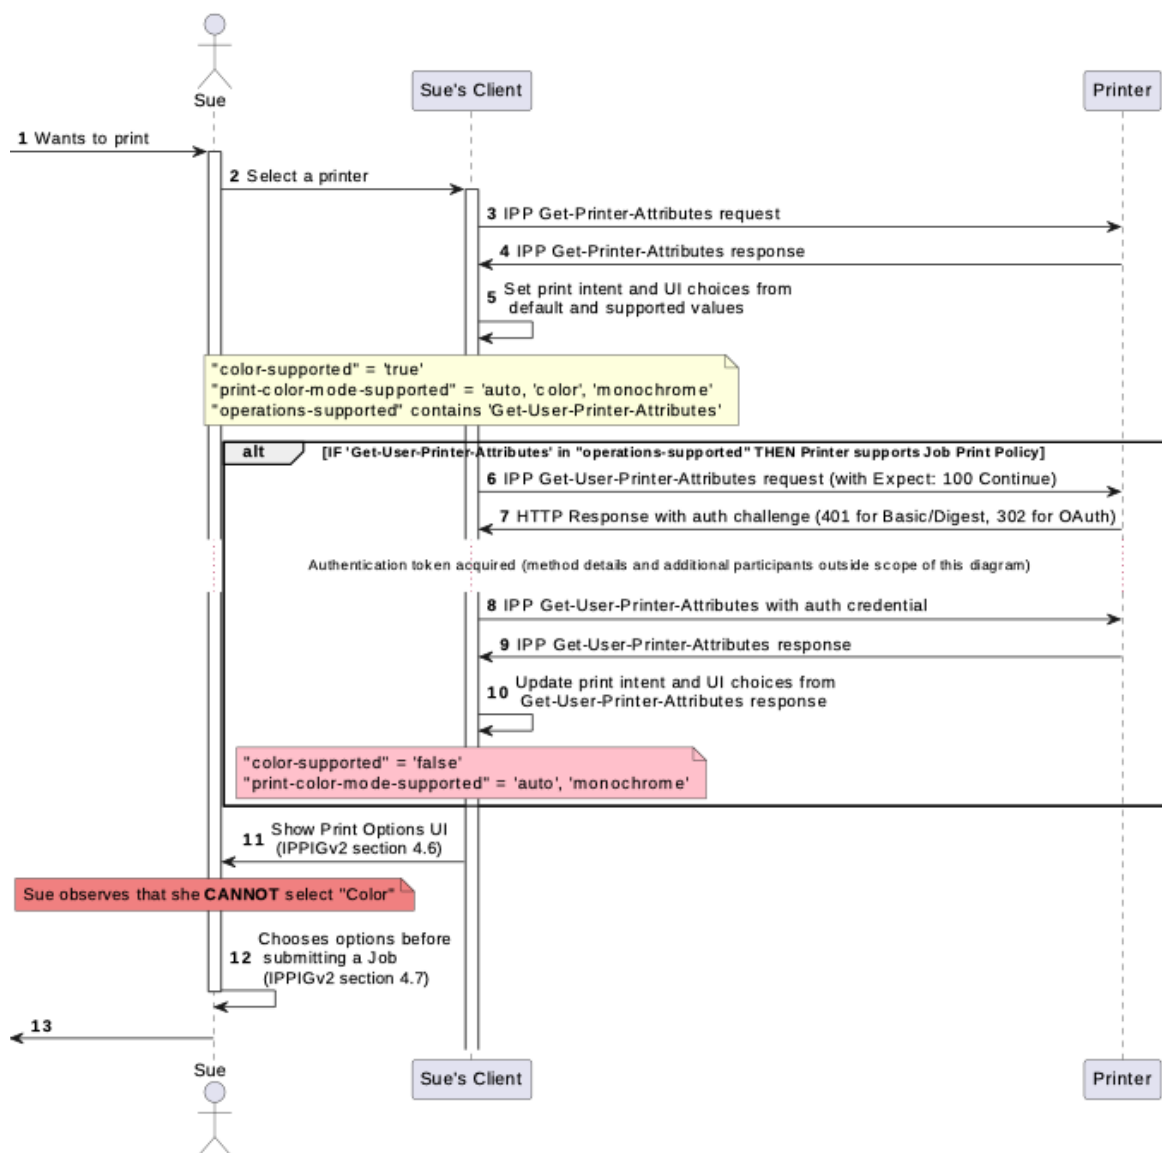 Sue
Sue's Client
Printer
1 Wants to print
2 Select a printer
3 IPP Get-Printer-Attributes request
4 IPP Get-Printer-Attributes response
5 Set print intent and UI choices from
default and supported values
"color-supported" = 'true'
"print-color-mode-supported" = 'auto, 'color', 'monochrome'
"operations-supported" contains 'Get-User-Printer-Attributes'
alt [IF 'Get-User-Printer-Attributes' in "operations-supported" THEN Printer supports Job Print Policy]
6 IPP Get-User-Printer-Attributes request (with Expect: 100 Continue)
7 HTTP Response with auth challenge (401 for Basic/Digest, 302 for OAuth)
Authentication token acquired (method details and additional participants outside scope of this diagram)
8 IPP Get-User-Printer-Attributes with auth credential
9 IPP Get-User-Printer-Attributes response
10 Update print intent and UI choices from
Get-User-Printer-Attributes response
"color-supported" = 'false'
"print-color-mode-supported" = 'auto', 'monochrome'
11 Show Print Options UI
(IPPIGv2 section 4.6)
Sue observes that she CANNOT select "Color"
12 Chooses options before
submitting a Job
(IPPIGv2 section 4.7)
13
Sue
Sue's Client
Printer